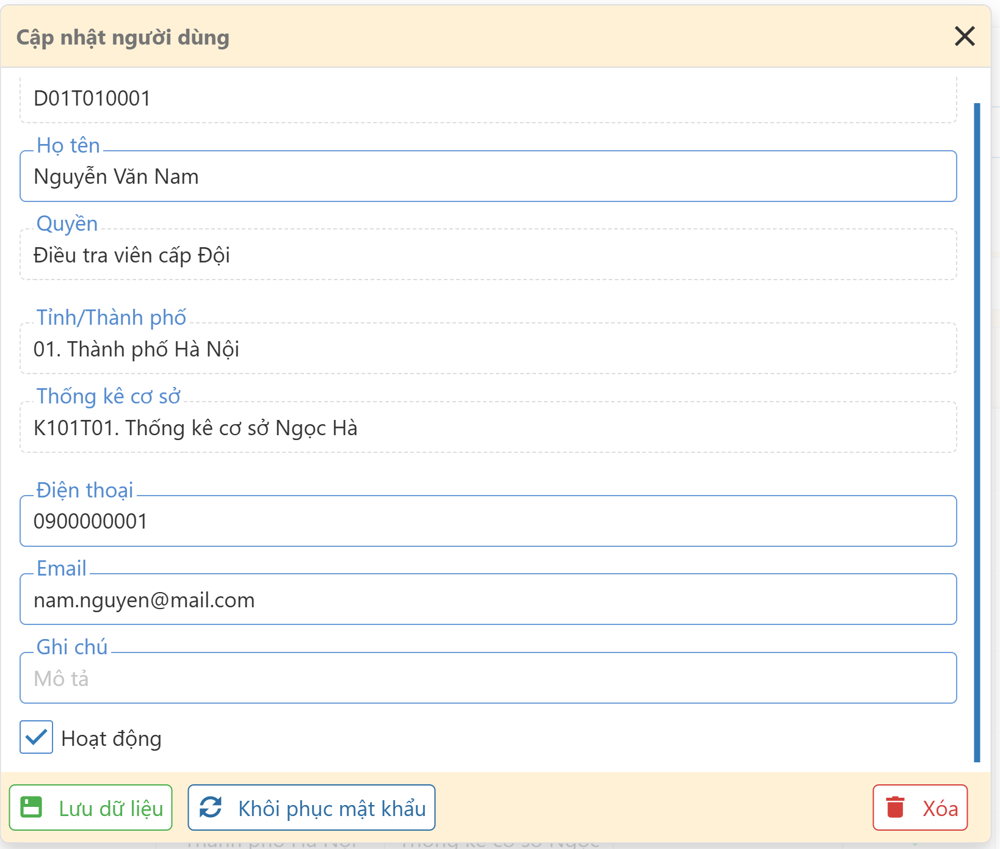 Cập nhật người dùng
D01T010001
Họ tên
Nguyễn Văn Nam
Quyền
Điều tra viên cấp Đội
Tỉnh/Thành phố
01. Thành phố Hà Nội
Thống kê cơ sở
K101T01. Thống kê cơ sở Ngọc Hà
Điện thoại
0900000001
Email
nam.nguyen@mail.com
Ghi chú
Mô tả
Hoạt động
Lưu dữ liệu
Khôi phục mật khẩu
Xóa